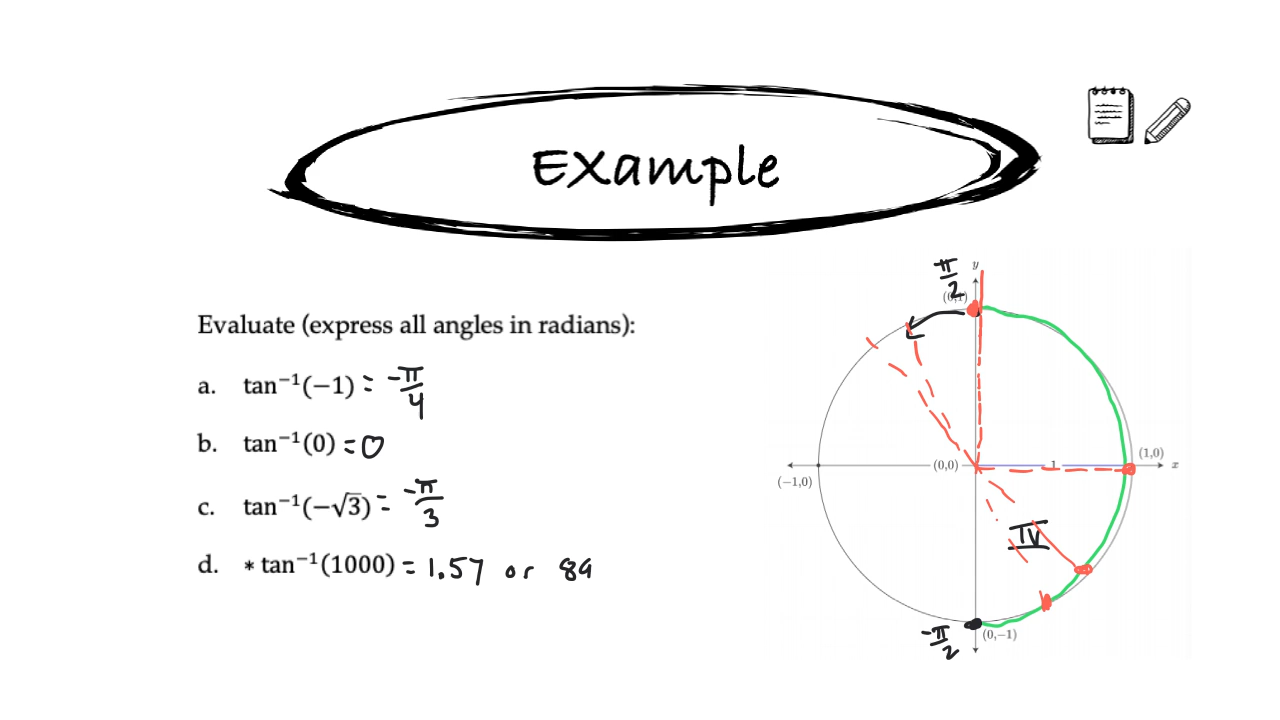 Example
Evaluate (express all angles in radians):
a. tan⁻¹(−1) = -π/4
b. tan⁻¹(0) = 0
c. tan⁻¹(−√3) = -π/3
d. * tan⁻¹(1000) = 1.57 or 89
π/2
y
(0,1)
(0,0)
1
(1,0)
x
(−1,0)
IV
-π/2
(0,−1)